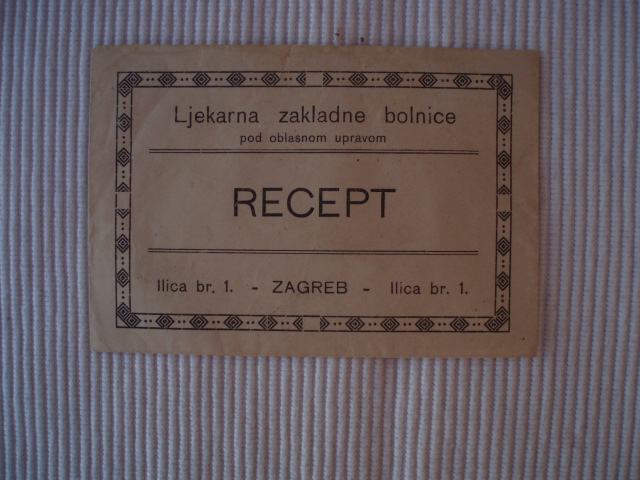 Ljekarna zakladne bolnice
pod oblasnom upravom
RECEPT
Ilica br. 1. - ZAGREB - Ilica br. 1.